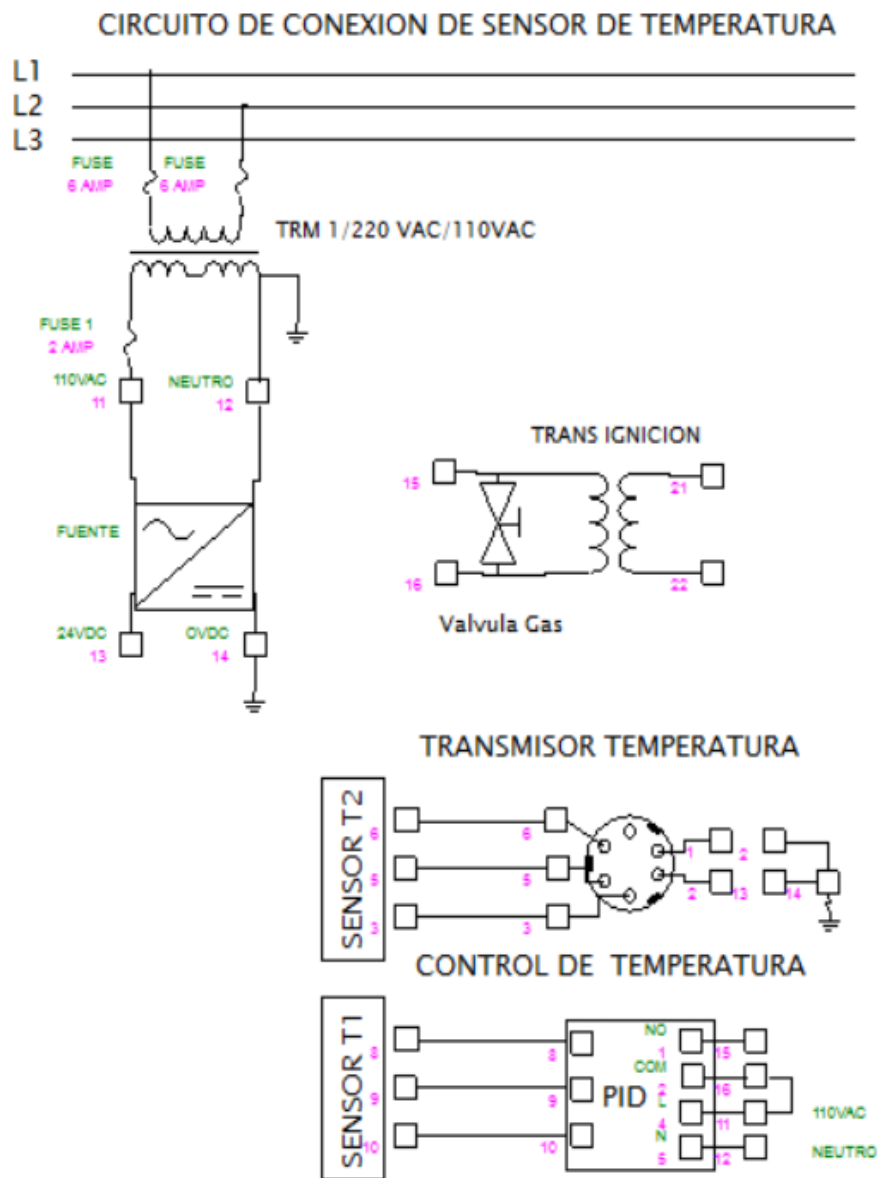 CIRCUITO DE CONEXION DE SENSOR DE TEMPERATURA
L1
L2
L3
FUSE FUSE
6 AMP 6 AMP
TRM 1/220 VAC/110VAC
FUSE 1
2 AMP
110VAC NEUTRO
11 12
TRANS IGNICION
15 21
FUENTE
16 22
Valvula Gas
24VDC 0VDC
13 14
TRANSMISOR TEMPERATURA
SENSOR T2
6 6 1 2
5 5 2 13 14
3 3
CONTROL DE TEMPERATURA
SENSOR T1
PID
8 8 NO 1 15
9 9 COM 2 16
L 4 11 110VAC
10 10 N 5 12 NEUTRO